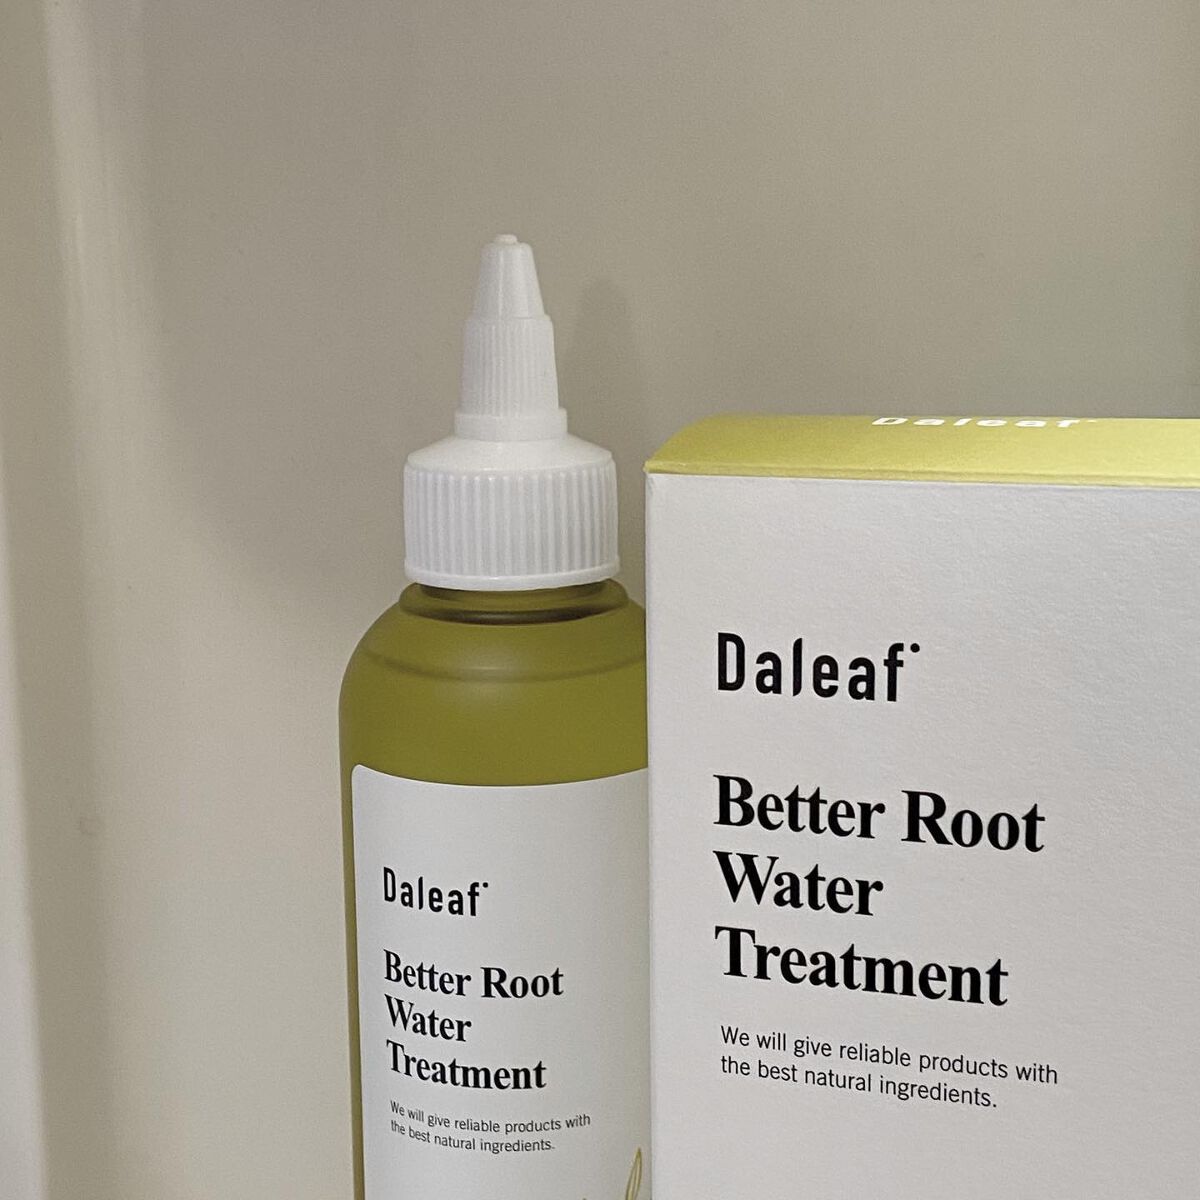 Daleaf
Daleaf
Better Root
Water
Treatment
We will give reliable products with
the best natural ingredients.
Daleaf
Better Root
Water
Treatment
We will give reliable products with
the best natural ingredients.